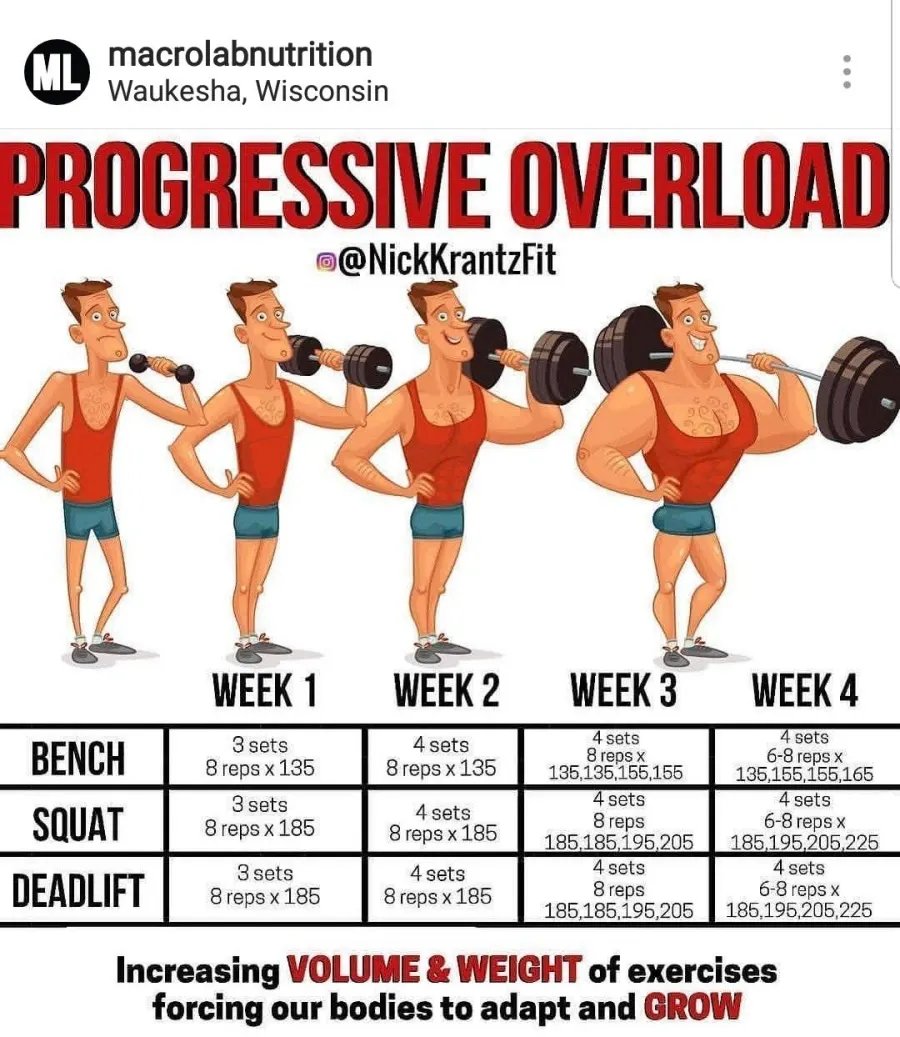 ML
macrolabnutrition
Waukesha, Wisconsin
PROGRESSIVE OVERLOAD
@NickKrantzFit
WEEK 1 WEEK 2 WEEK 3 WEEK 4
BENCH
3 sets
8 reps x 135
4 sets
8 reps x 135
4 sets
8 reps x
135,135,155,155
4 sets
6-8 reps x
135,155,155,165
SQUAT
3 sets
8 reps x 185
4 sets
8 reps x 185
4 sets
8 reps
185,185,195,205
4 sets
6-8 reps x
185,195,205,225
DEADLIFT
3 sets
8 reps x 185
4 sets
8 reps x 185
4 sets
8 reps
185,185,195,205
4 sets
6-8 reps x
185,195,205,225
Increasing VOLUME & WEIGHT of exercises
forcing our bodies to adapt and GROW